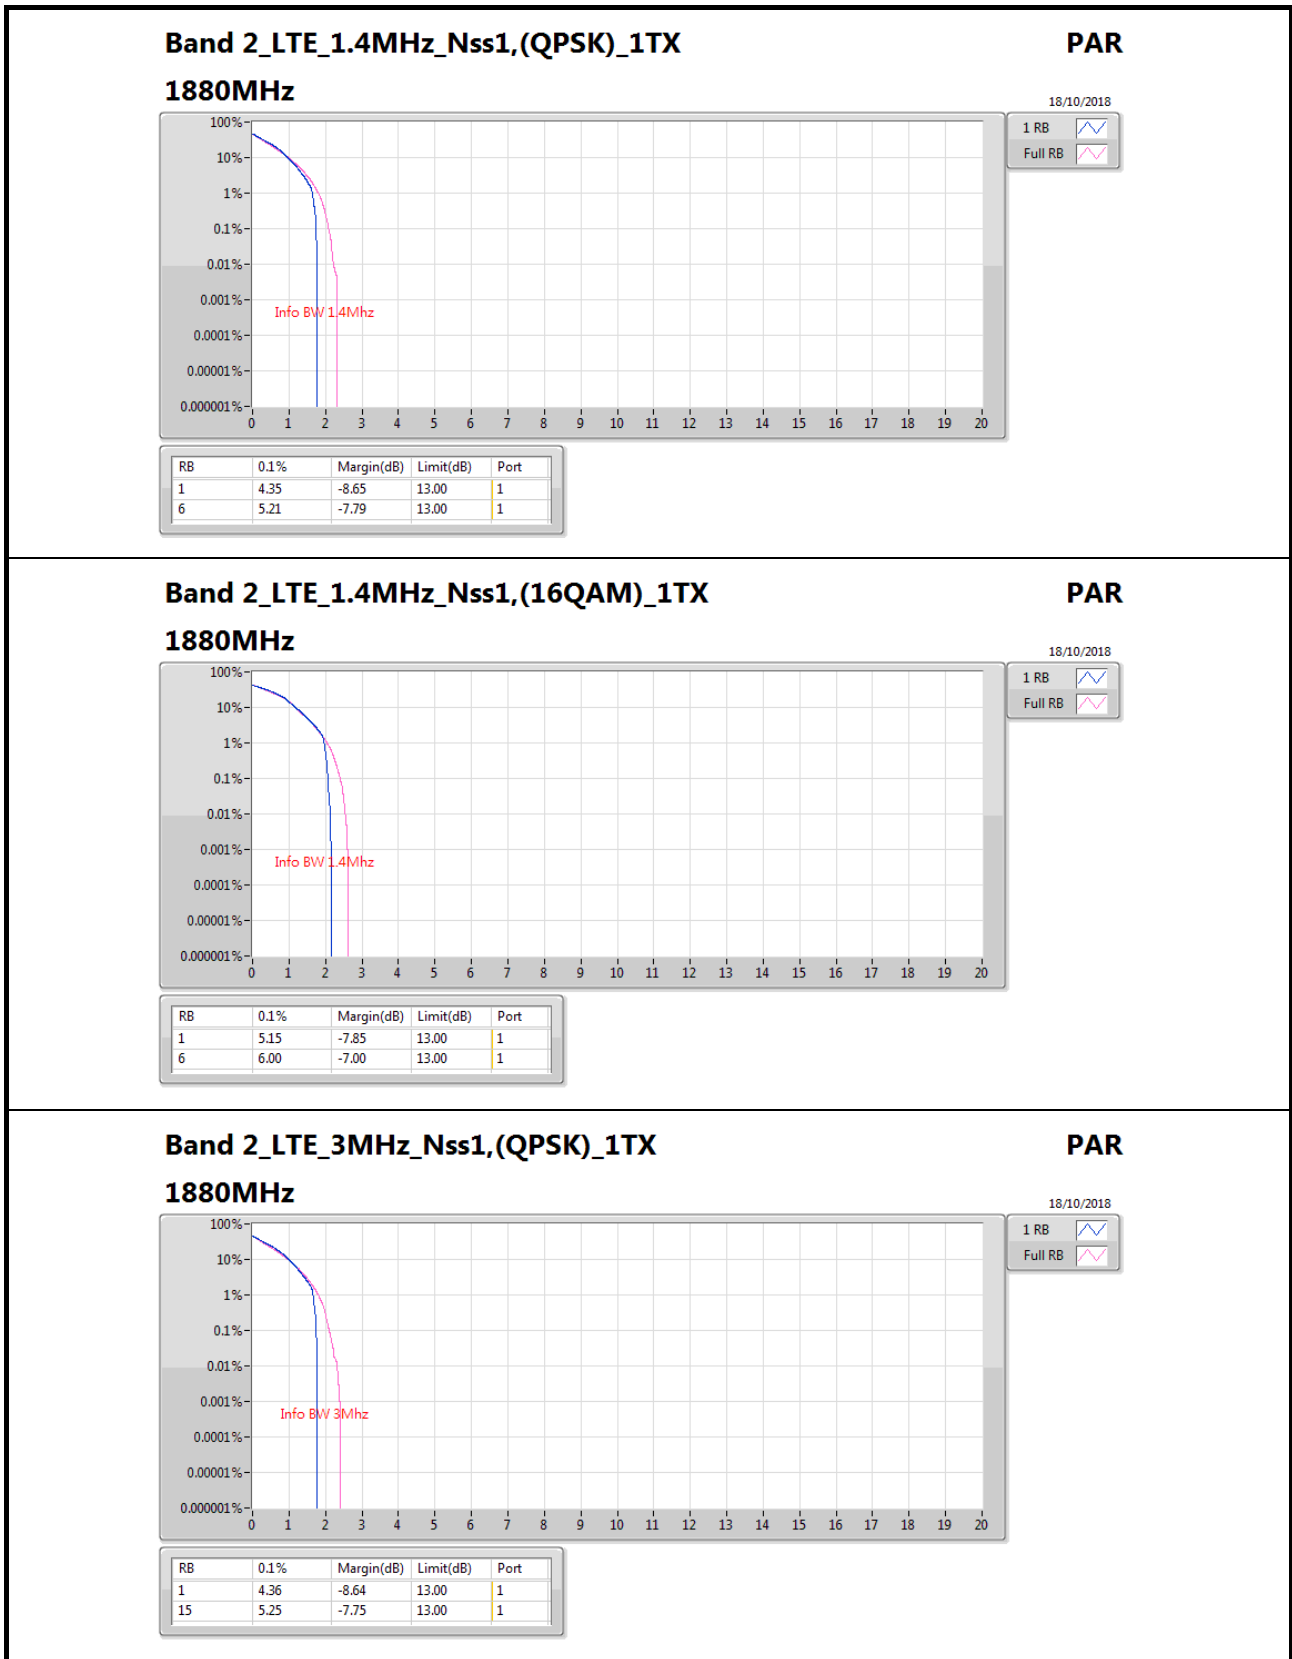 Band 2_LTE_1.4MHz_Nss1,(QPSK)_1TX PAR
1880MHz
18/10/2018
1 RB
Full RB
100%
10%
1%
0.1%
0.01%
0.001%
0.0001%
0.00001%
0.000001%
Info BW 1.4Mhz
0 1 2 3 4 5 6 7 8 9 10 11 12 13 14 15 16 17 18 19 20
RB 0.1% Margin(dB) Limit(dB) Port
1 4.35 -8.65 13.00 1
6 5.21 -7.79 13.00 1
Band 2_LTE_1.4MHz_Nss1,(16QAM)_1TX PAR
1880MHz
18/10/2018
1 RB
Full RB
100%
10%
1%
0.1%
0.01%
0.001%
0.0001%
0.00001%
0.000001%
Info BW 1.4Mhz
0 1 2 3 4 5 6 7 8 9 10 11 12 13 14 15 16 17 18 19 20
RB 0.1% Margin(dB) Limit(dB) Port
1 5.15 -7.85 13.00 1
6 6.00 -7.00 13.00 1
Band 2_LTE_3MHz_Nss1,(QPSK)_1TX PAR
1880MHz
18/10/2018
1 RB
Full RB
100%
10%
1%
0.1%
0.01%
0.001%
0.0001%
0.00001%
0.000001%
Info BW 3Mhz
0 1 2 3 4 5 6 7 8 9 10 11 12 13 14 15 16 17 18 19 20
RB 0.1% Margin(dB) Limit(dB) Port
1 4.36 -8.64 13.00 1
15 5.25 -7.75 13.00 1